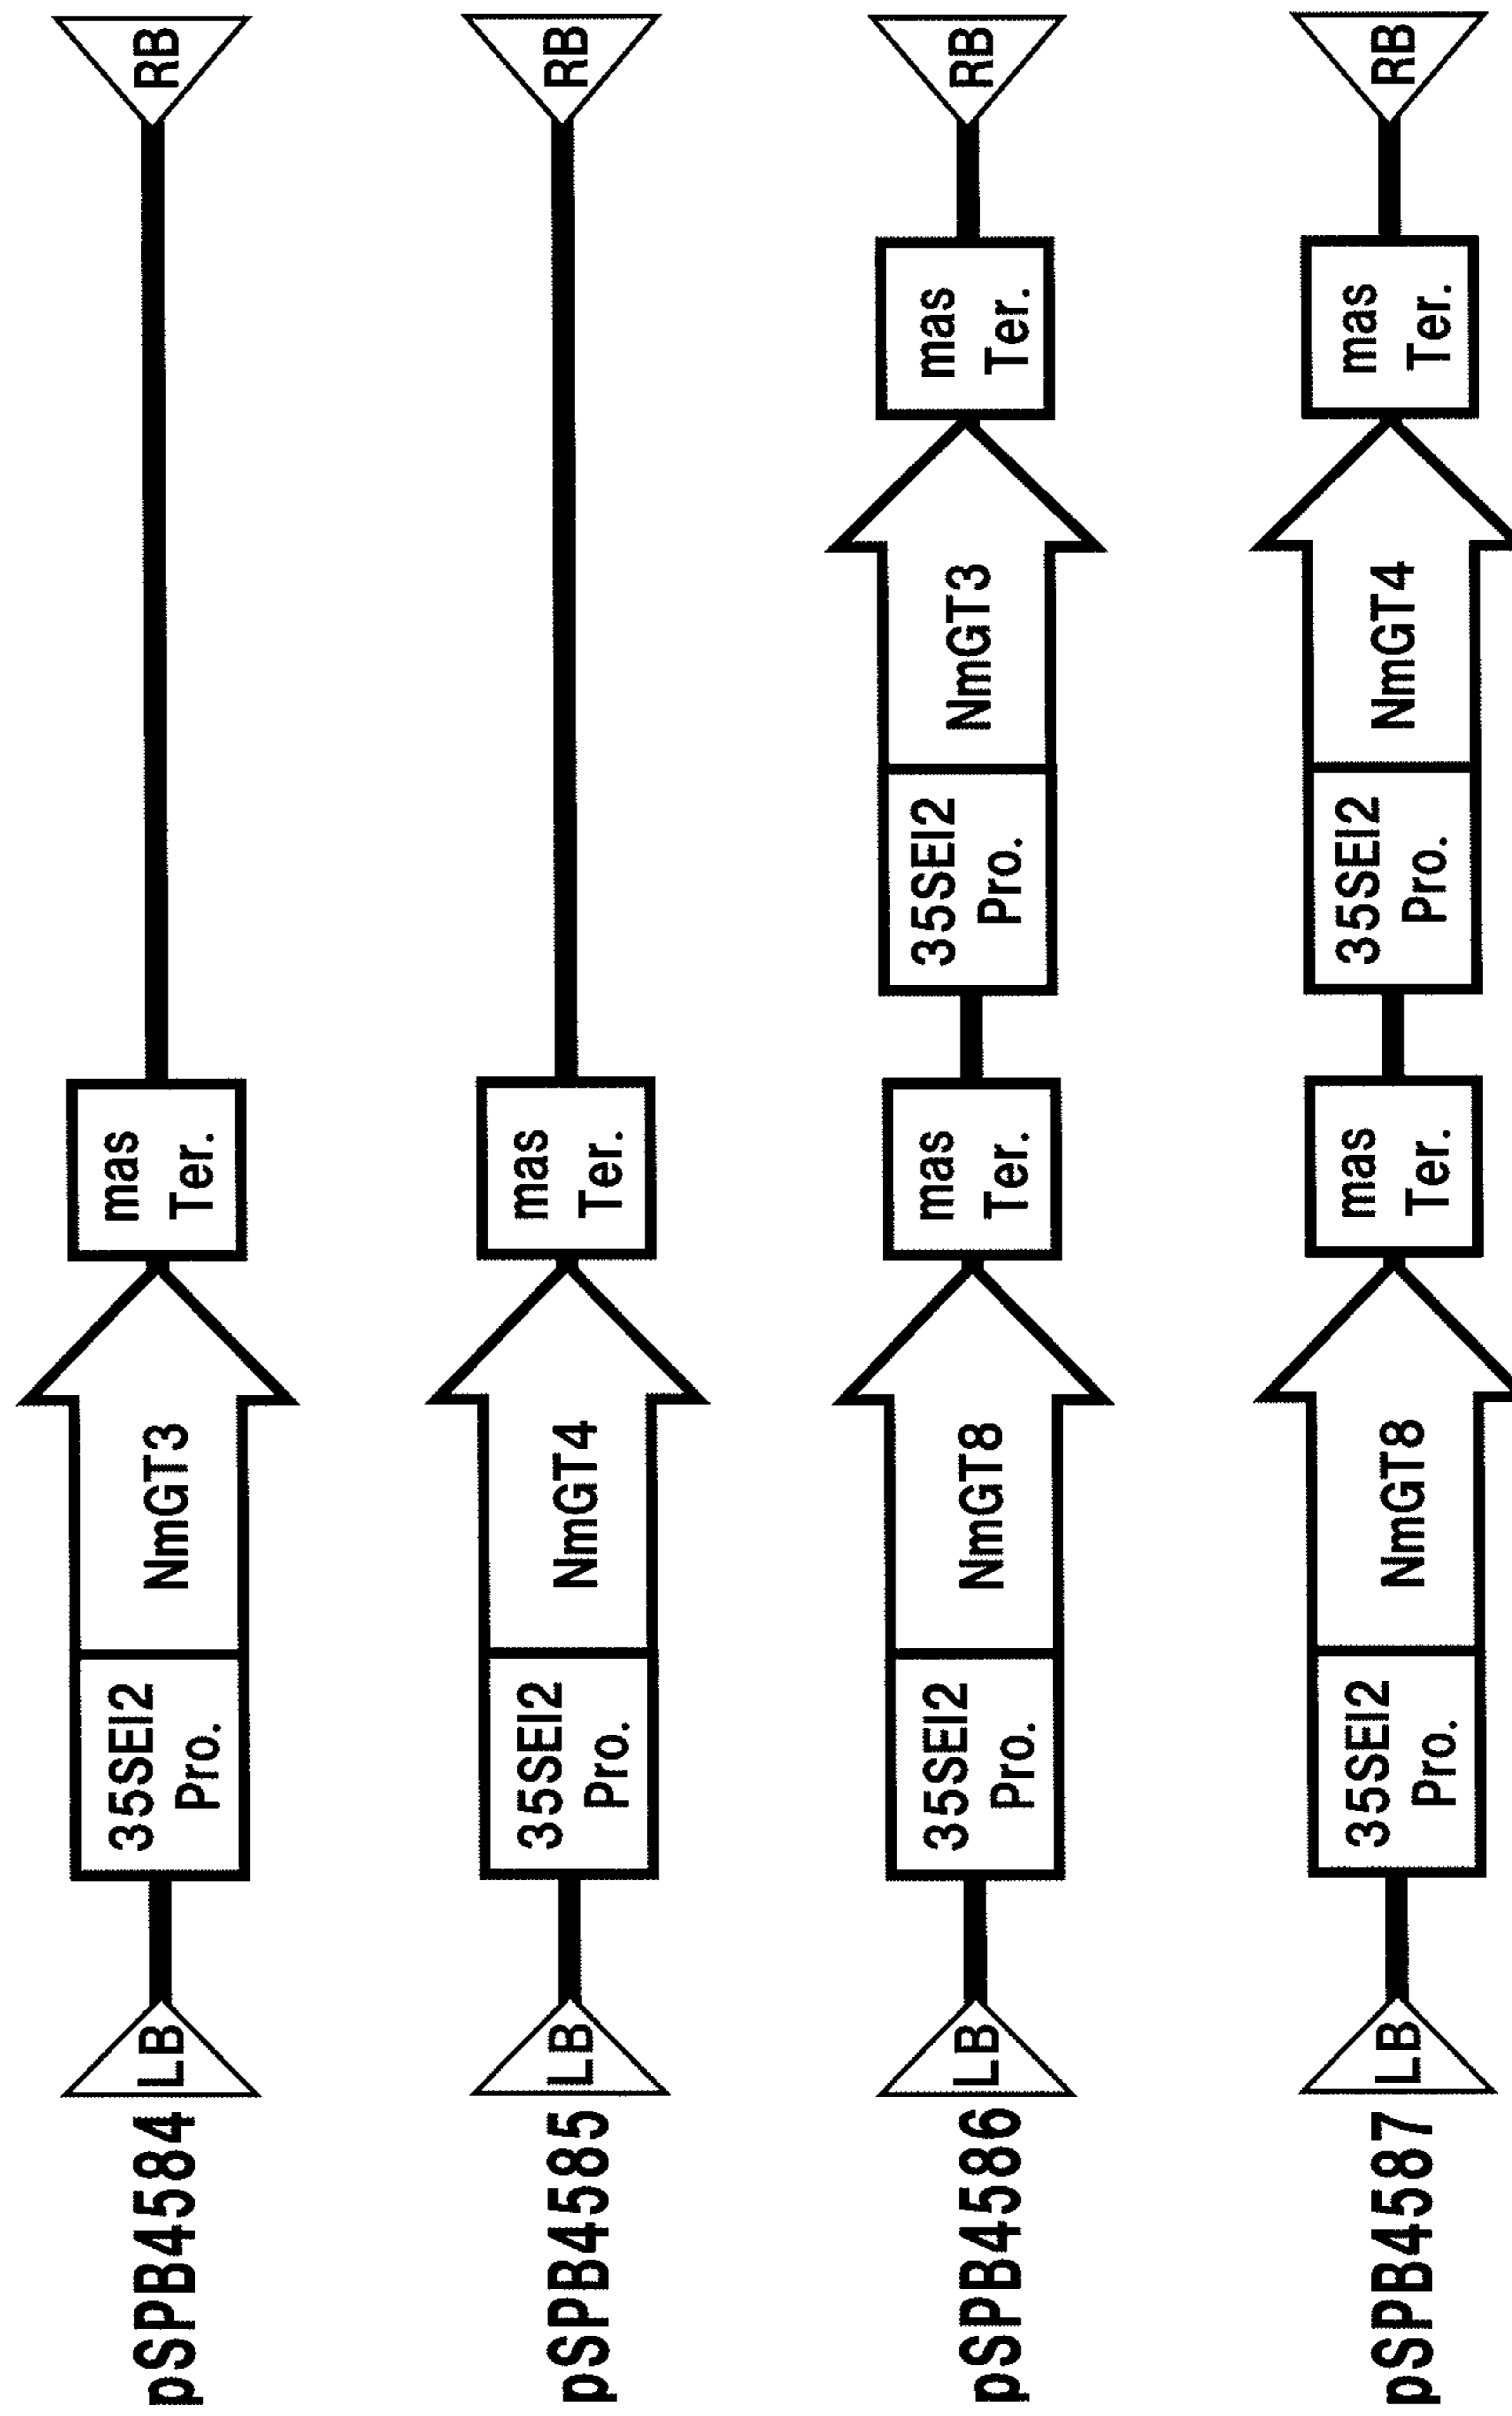 pSPB4584
LB
35SEI2
Pro.
NmGT3
mas
Ter.
RB
pSPB4585
LB
35SEI2
Pro.
NmGT4
mas
Ter.
RB
pSPB4586
LB
35SEI2
Pro.
NmGT8
mas
Ter.
35SEI2
Pro.
NmGT3
mas
Ter.
RB
pSPB4587
LB
35SEI2
Pro.
NmGT8
mas
Ter.
35SEI2
Pro.
NmGT4
mas
Ter.
RB